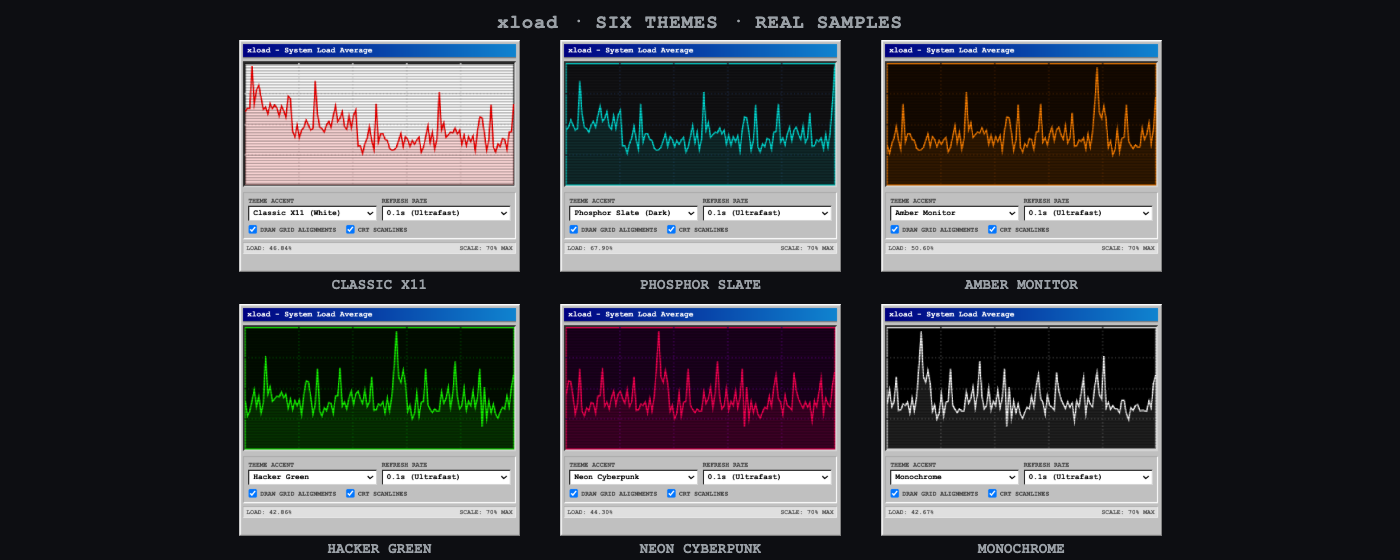 xload · SIX THEMES · REAL SAMPLES
xload - System Load Average
THEME ACCENT REFRESH RATE
Classic X11 (White) 0.1s (Ultrafast)
DRAW GRID ALIGNMENTS CRT SCANLINES
LOAD: 46.84% SCALE: 70% MAX
CLASSIC X11
xload - System Load Average
THEME ACCENT REFRESH RATE
Phosphor Slate (Dark) 0.1s (Ultrafast)
DRAW GRID ALIGNMENTS CRT SCANLINES
LOAD: 67.90% SCALE: 70% MAX
PHOSPHOR SLATE
xload - System Load Average
THEME ACCENT REFRESH RATE
Amber Monitor 0.1s (Ultrafast)
DRAW GRID ALIGNMENTS CRT SCANLINES
LOAD: 50.60% SCALE: 70% MAX
AMBER MONITOR
xload - System Load Average
THEME ACCENT REFRESH RATE
Hacker Green 0.1s (Ultrafast)
DRAW GRID ALIGNMENTS CRT SCANLINES
LOAD: 42.86% SCALE: 70% MAX
HACKER GREEN
xload - System Load Average
THEME ACCENT REFRESH RATE
Neon Cyberpunk 0.1s (Ultrafast)
DRAW GRID ALIGNMENTS CRT SCANLINES
LOAD: 44.30% SCALE: 70% MAX
NEON CYBERPUNK
xload - System Load Average
THEME ACCENT REFRESH RATE
Monochrome 0.1s (Ultrafast)
DRAW GRID ALIGNMENTS CRT SCANLINES
LOAD: 42.67% SCALE: 70% MAX
MONOCHROME